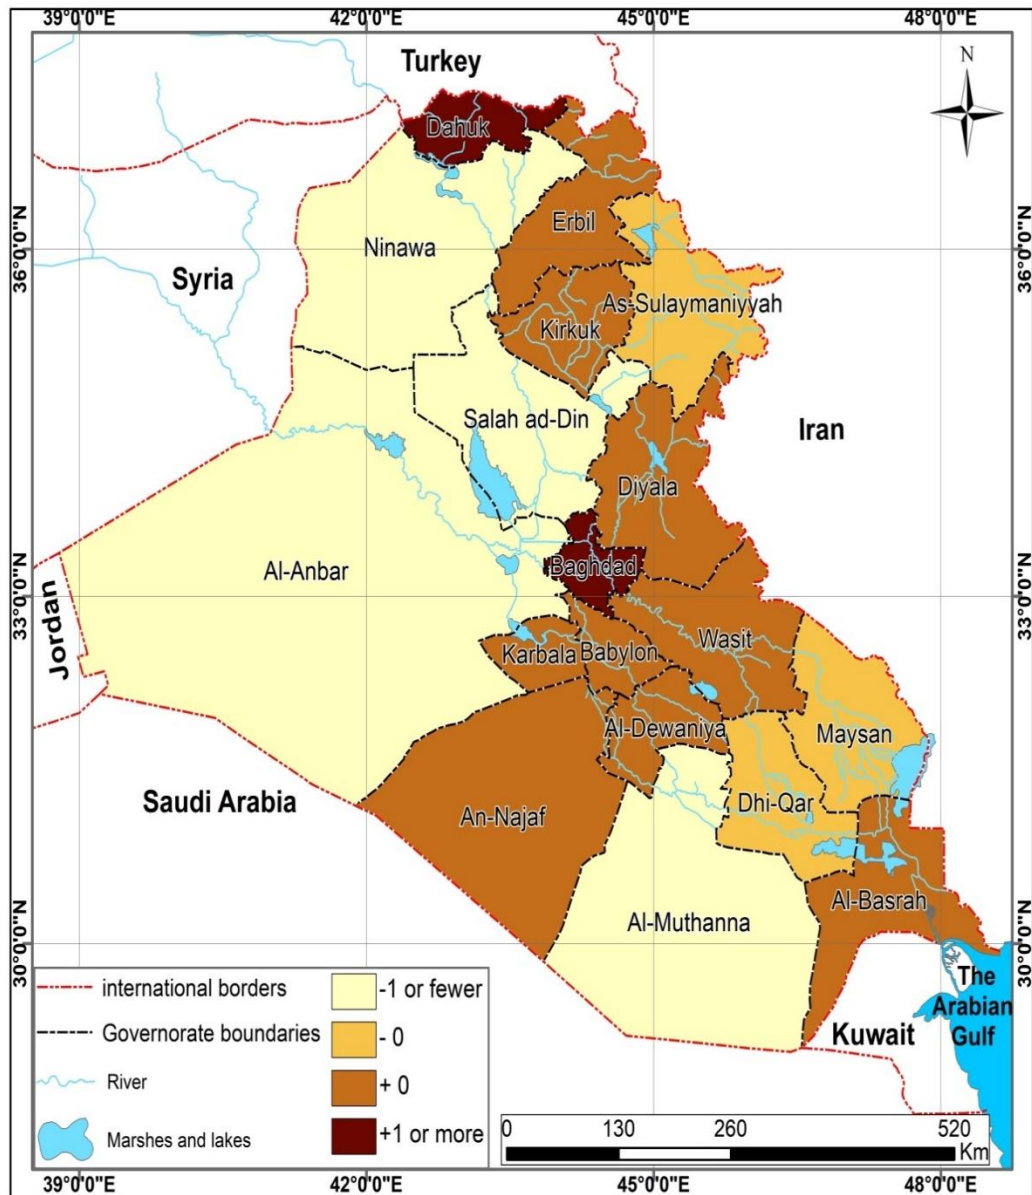 39°0'0"E
42°0'0"E
45°0'0"E
48°0'0"E
Turkey
N
Dahuk
Erbil
36°0'0"N
36°0'0"N
Ninawa
Syria
As-Sulaymaniyyah
Kirkuk
Salah ad-Din
Iran
Diyala
Al-Anbar
Baghdad
33°0'0"N
33°0'0"N
Jordan
Karbala
Babylon
Wasit
Al-Dewaniya
Maysan
Saudi Arabia
An-Najaf
Dhi-Qar
Al-Basrah
Al-Muthanna
30°0'0"N
30°0'0"N
The
Arabian
Gulf
Kuwait
international borders
Governorate boundaries
River
Marshes and lakes
-1 or fewer
- 0
+ 0
+1 or more
0
130
260
520
Km
39°0'0"E
42°0'0"E
45°0'0"E
48°0'0"E